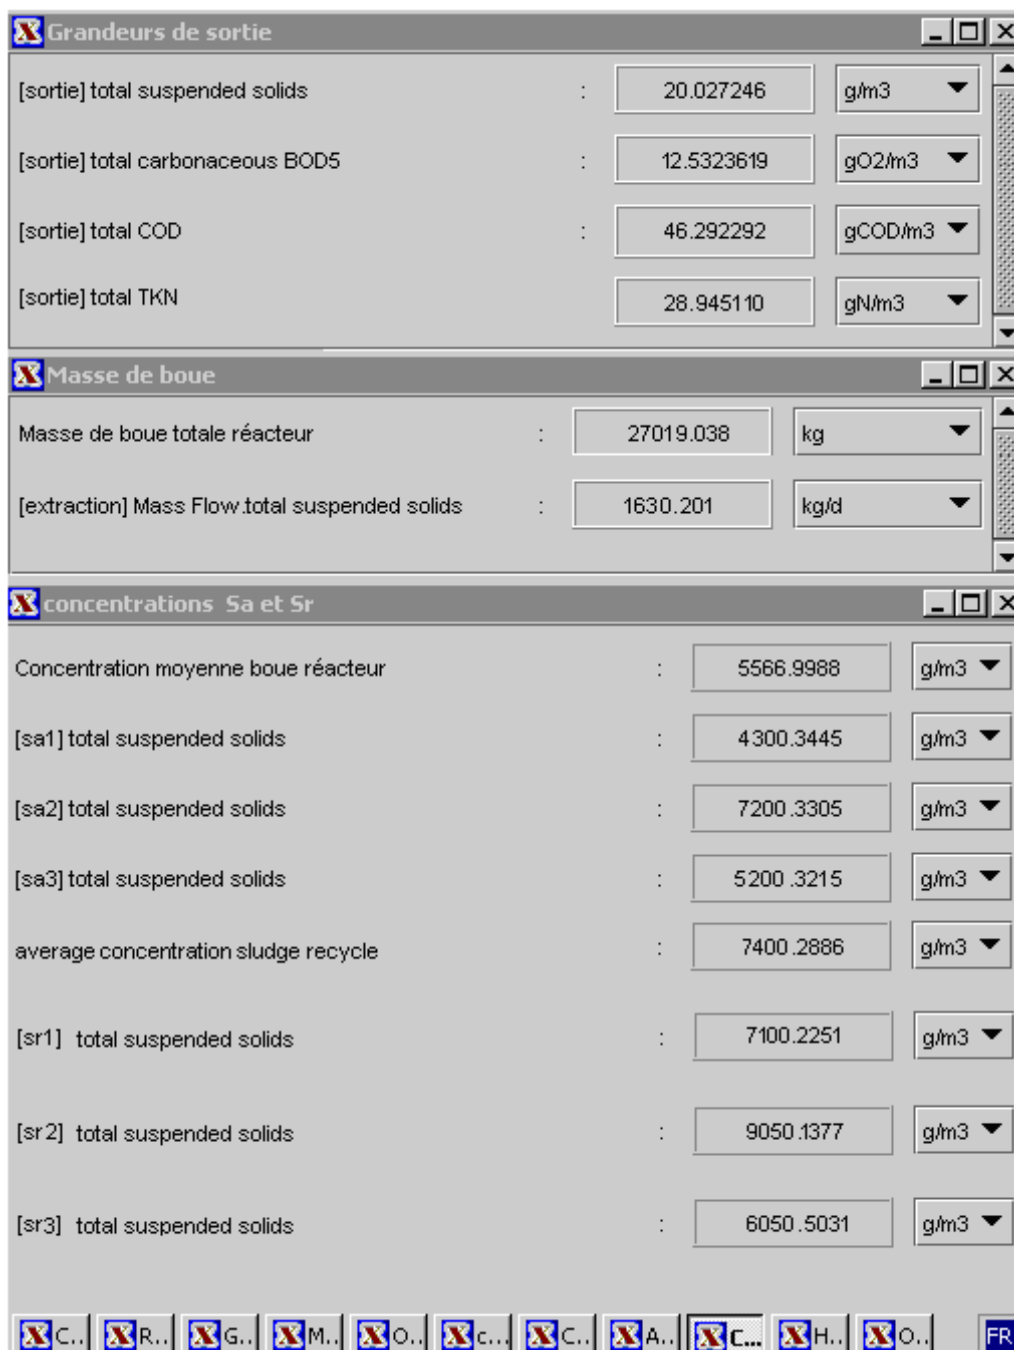 Grandeurs de sortie
[sortie] total suspended solids : 20.027246 g/m3
[sortie] total carbonaceous BOD5 : 12.5323619 gO2/m3
[sortie] total COD : 46.292292 gCOD/m3
[sortie] total TKN 28.945110 gN/m3
Masse de boue
Masse de boue totale réacteur : 27019.038 kg
[extraction] Mass Flow.total suspended solids : 1630.201 kg/d
concentrations Sa et Sr
Concentration moyenne boue réacteur : 5566.9988 g/m3
[sa1] total suspended solids : 4300.3445 g/m3
[sa2] total suspended solids : 7200.3305 g/m3
[sa3] total suspended solids : 5200.3215 g/m3
average concentration sludge recycle : 7400.2886 g/m3
[sr1] total suspended solids : 7100.2251 g/m3
[sr2] total suspended solids : 9050.1377 g/m3
[sr3] total suspended solids : 6050.5031 g/m3
C.. R.. G.. M.. O.. c... C.. A.. C... H.. O.. FR